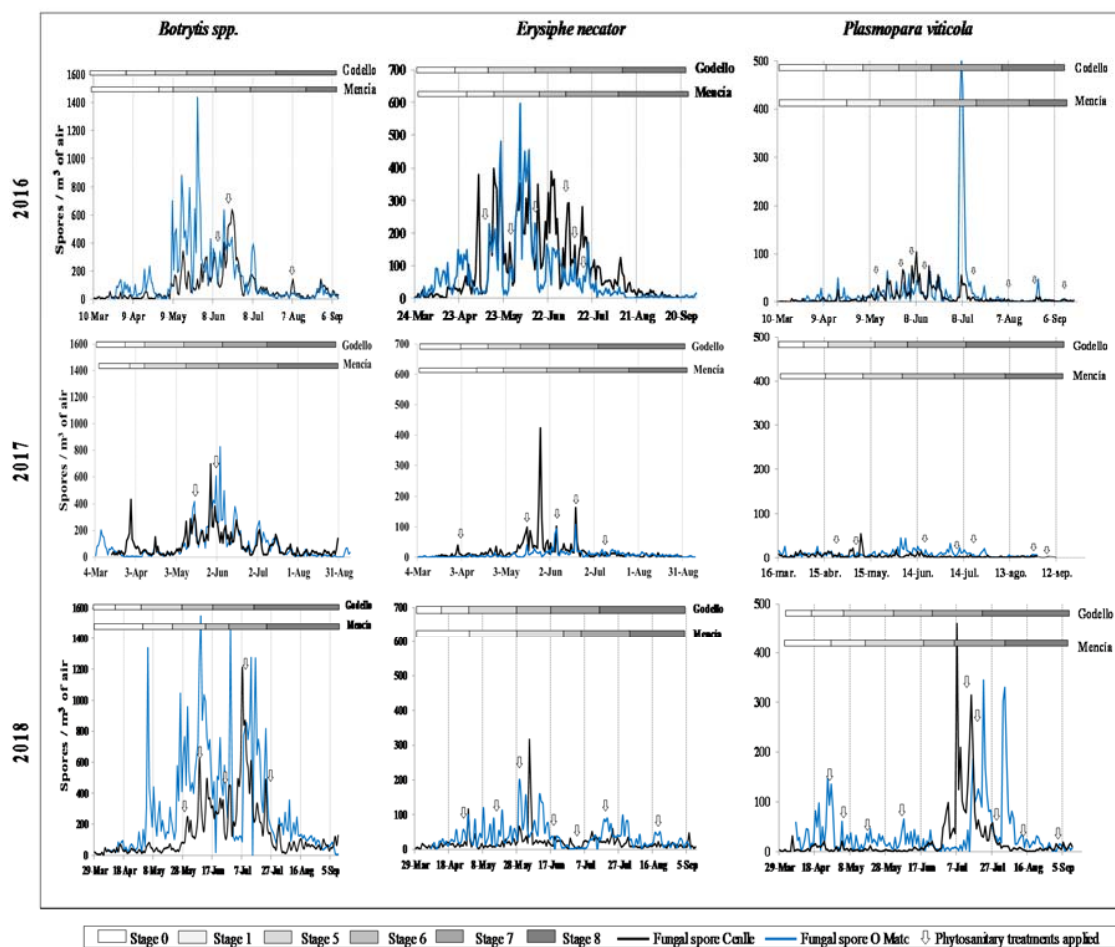 Botrytis spp. Erysiphe necator Plasmopara viticola
2016
Spores / m³ of air
1600
1400
1200
1000
800
600
400
200
0
Godello
Mencía
10 Mar 9 Apr 9 May 8 Jun 8 Jul 7 Aug 6 Sep
700
600
500
400
300
200
100
0
Godello
Mencía
24-Mar 23-Apr 23-May 22-Jun 22-Jul 21-Aug 20-Sep
500
400
300
200
100
0
Godello
Mencía
10-Mar 9-Apr 9-May 8-Jun 8-Jul 7-Aug 6-Sep
2017
Spores / m³ of air
1600
1400
1200
1000
800
600
400
200
0
Godello
Mencía
4-Mar 3-Apr 3-May 2-Jun 2-Jul 1-Aug 31-Aug
700
600
500
400
300
200
100
0
Godello
Mencía
4-Mar 3-Apr 3-May 2-Jun 2-Jul 1-Aug 31-Aug
500
400
300
200
100
0
Godello
Mencía
16-mar. 15-abr. 15-may. 14-jun. 14-jul. 13-ago. 12-sep.
2018
Spores / m³ of air
1600
1400
1200
1000
800
600
400
200
0
Godello
Mencía
29-Mar 18-Apr 8-May 28-May 17-Jun 7-Jul 27-Jul 16-Aug 5-Sep
700
600
500
400
300
200
100
0
Godello
Mencía
29-Mar 18-Apr 8-May 28-May 17-Jun 7-Jul 27-Jul 16-Aug 5-Sep
500
400
300
200
100
0
Godello
Mencía
29-Mar 18-Apr 8-May 28-May 17-Jun 7-Jul 27-Jul 16-Aug 5-Sep
Stage 0 Stage 1 Stage 5 Stage 6 Stage 7 Stage 8 Fungal spore Cenlle Fungal spore O Mato Phytosanitary treatments applied